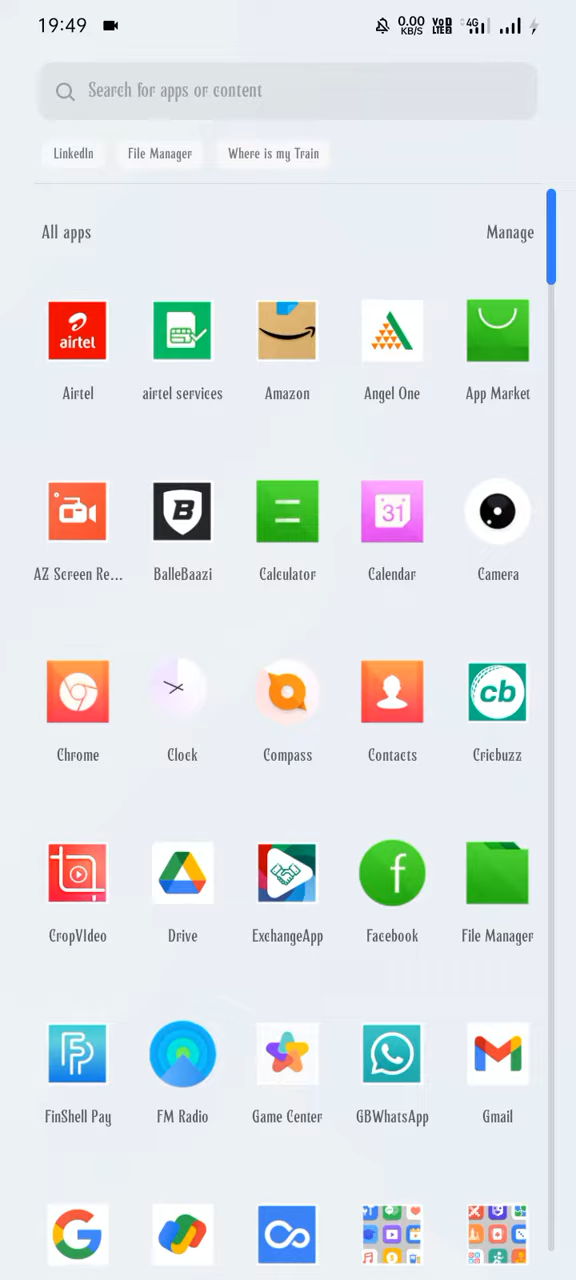 19:49
0.00 KB/S VoD LTE2 4G
Search for apps or content
LinkedIn File Manager Where is my Train
All apps Manage
airtel
Airtel airtel services Amazon Angel One App Market
B 31
AZ Screen Re... BalleBaazi Calculator Calendar Camera
cb
Chrome Clock Compass Contacts Cricbuzz
f
CropVIdeo Drive ExchangeApp Facebook File Manager
FinShell Pay FM Radio Game Center GBWhatsApp Gmail
G